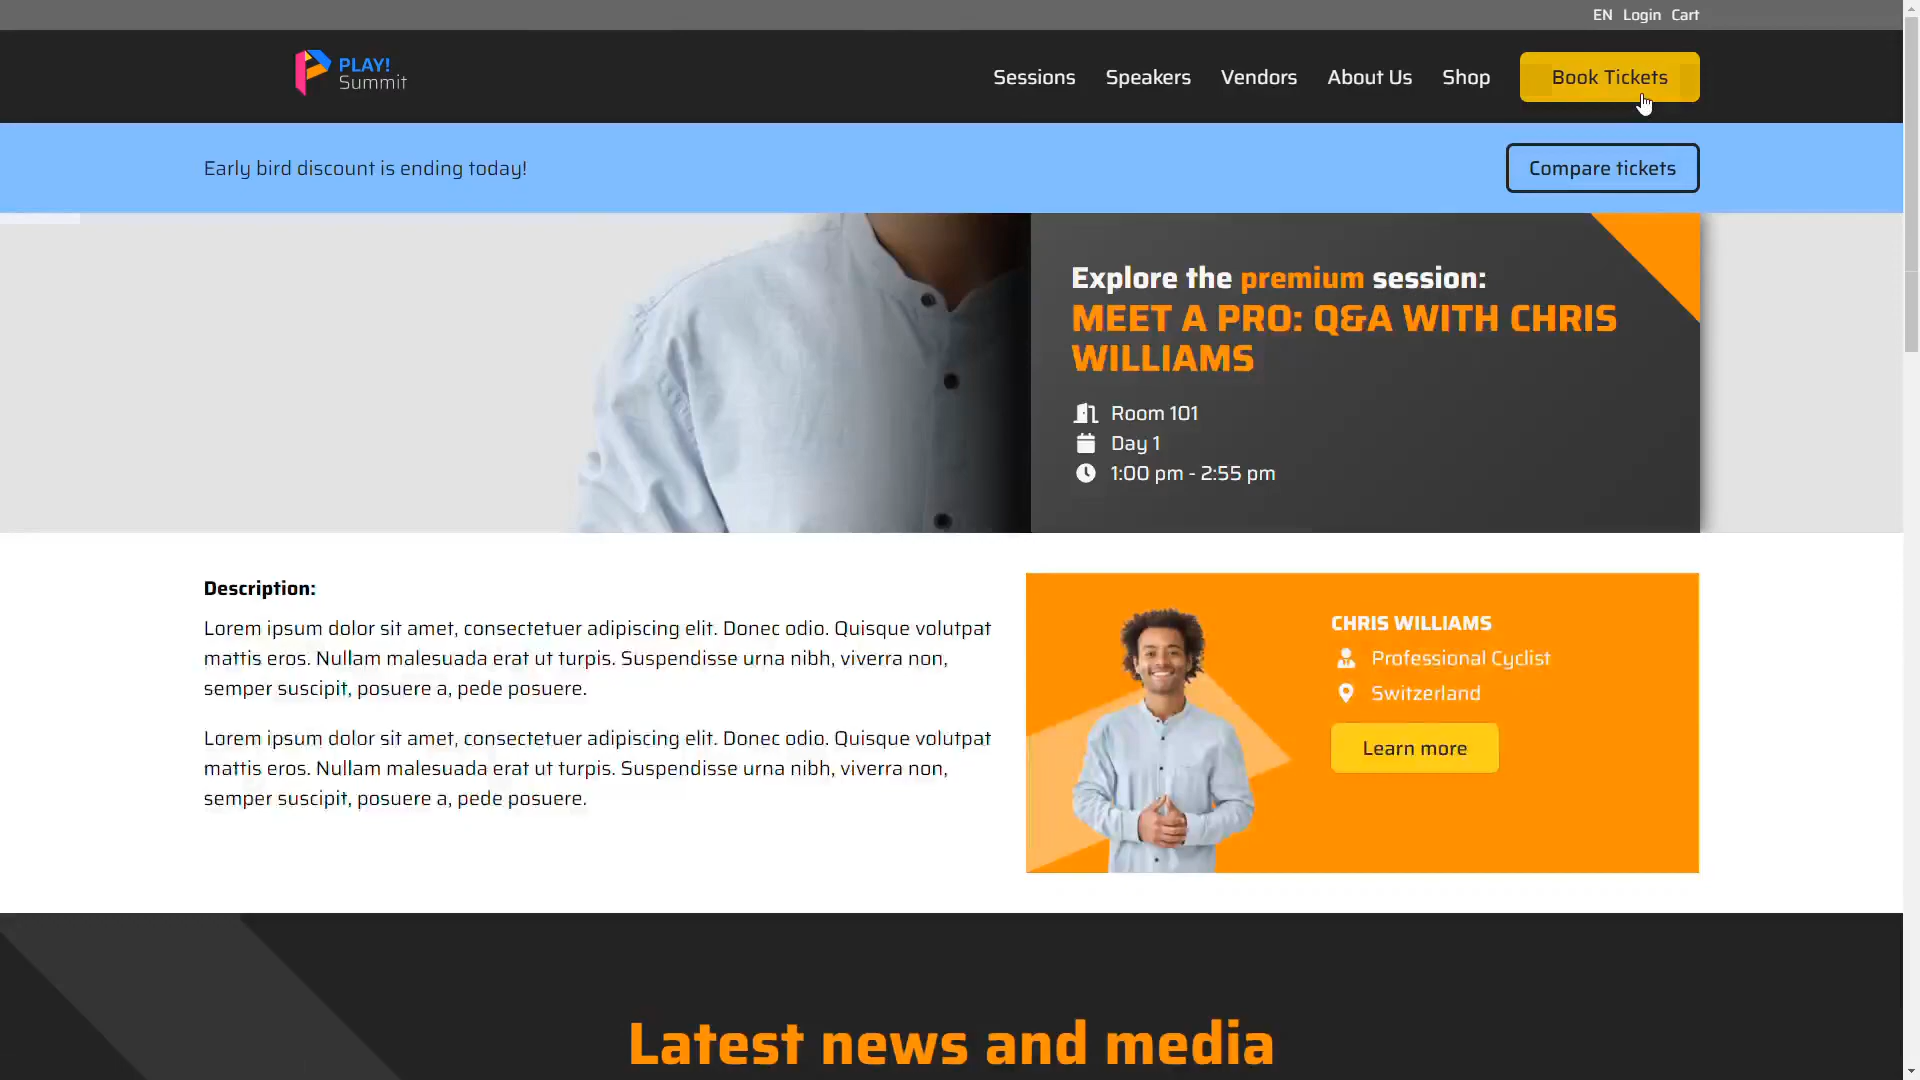 EN Login Cart
PLAY!
Summit
Sessions Speakers Vendors About Us Shop Book Tickets
Early bird discount is ending today!
Compare tickets
Explore the premium session:
MEET A PRO: Q&A WITH CHRIS
WILLIAMS
Room 101
Day 1
1:00 pm - 2:55 pm
Description:
Lorem ipsum dolor sit amet, consectetuer adipiscing elit. Donec odio. Quisque volutpat
mattis eros. Nullam malesuada erat ut turpis. Suspendisse urna nibh, viverra non,
semper suscipit, posuere a, pede posuere.
Lorem ipsum dolor sit amet, consectetuer adipiscing elit. Donec odio. Quisque volutpat
mattis eros. Nullam malesuada erat ut turpis. Suspendisse urna nibh, viverra non,
semper suscipit, posuere a, pede posuere.
CHRIS WILLIAMS
Professional Cyclist
Switzerland
Learn more
Latest news and media